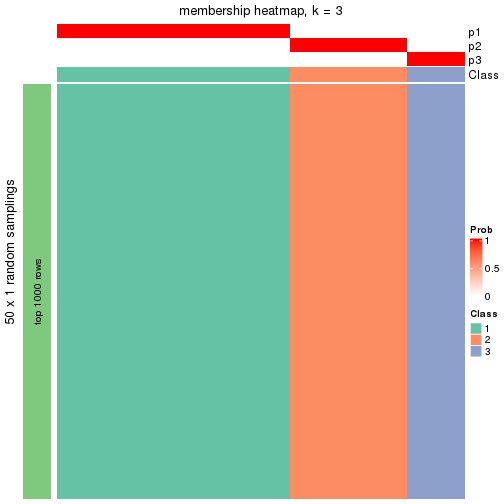 membership heatmap, k = 3
p1
p2
p3
Class
50 x 1 random samplings
top 1000 rows
Prob
1
0.5
0
Class
1
2
3